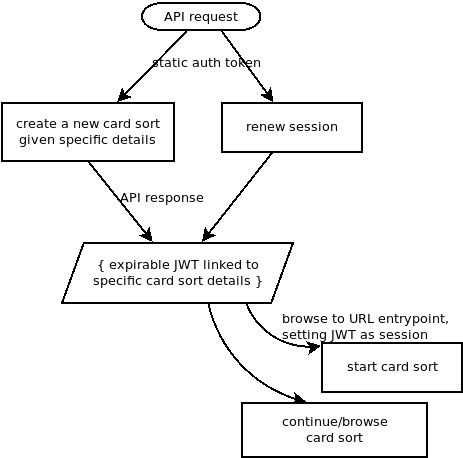 API request
static auth token
create a new card sort
given specific details
renew session
API response
{ expirable JWT linked to
specific card sort details }
browse to URL entrypoint,
setting JWT as session
start card sort
continue/browse
card sort